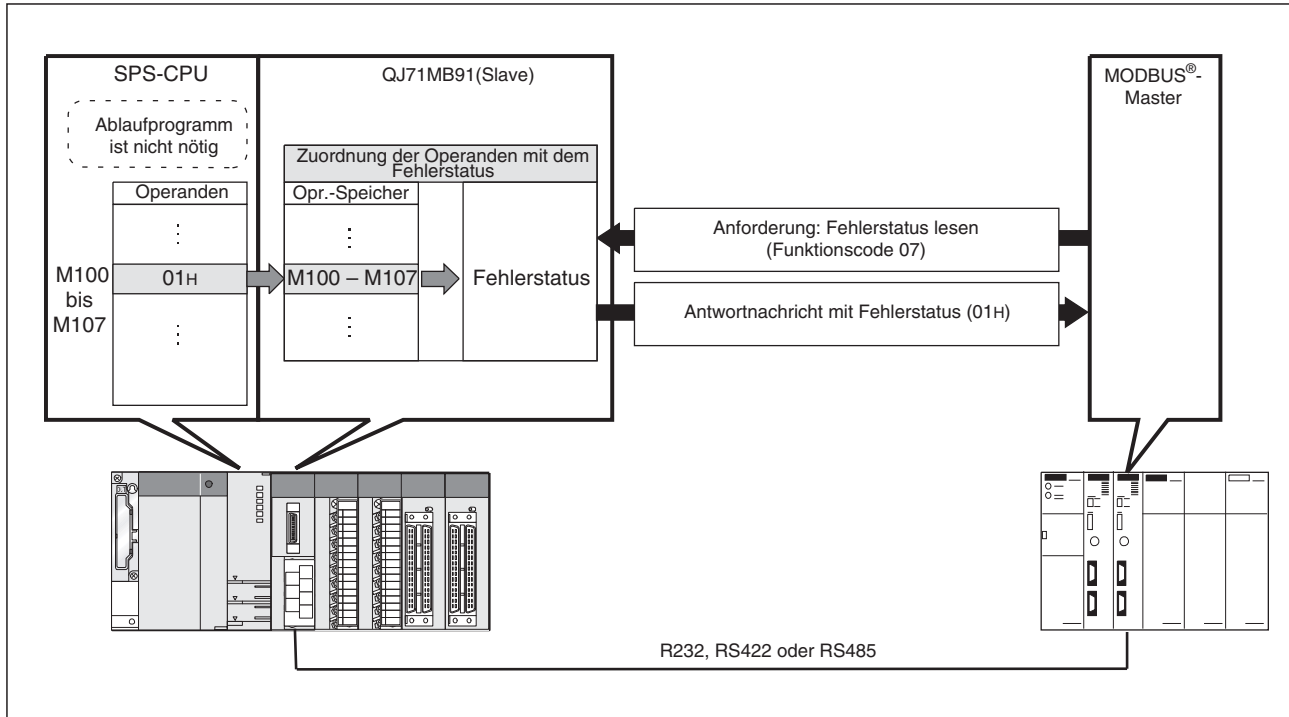 SPS-CPU
Ablaufprogramm
ist nicht nötig
Operanden
M100
bis
M107
01H
QJ71MB91(Slave)
Zuordnung der Operanden mit dem
Fehlerstatus
Opr.-Speicher
M100 – M107
Fehlerstatus
Anforderung: Fehlerstatus lesen
(Funktionscode 07)
Antwortnachricht mit Fehlerstatus (01H)
MODBUS®-
Master
R232, RS422 oder RS485